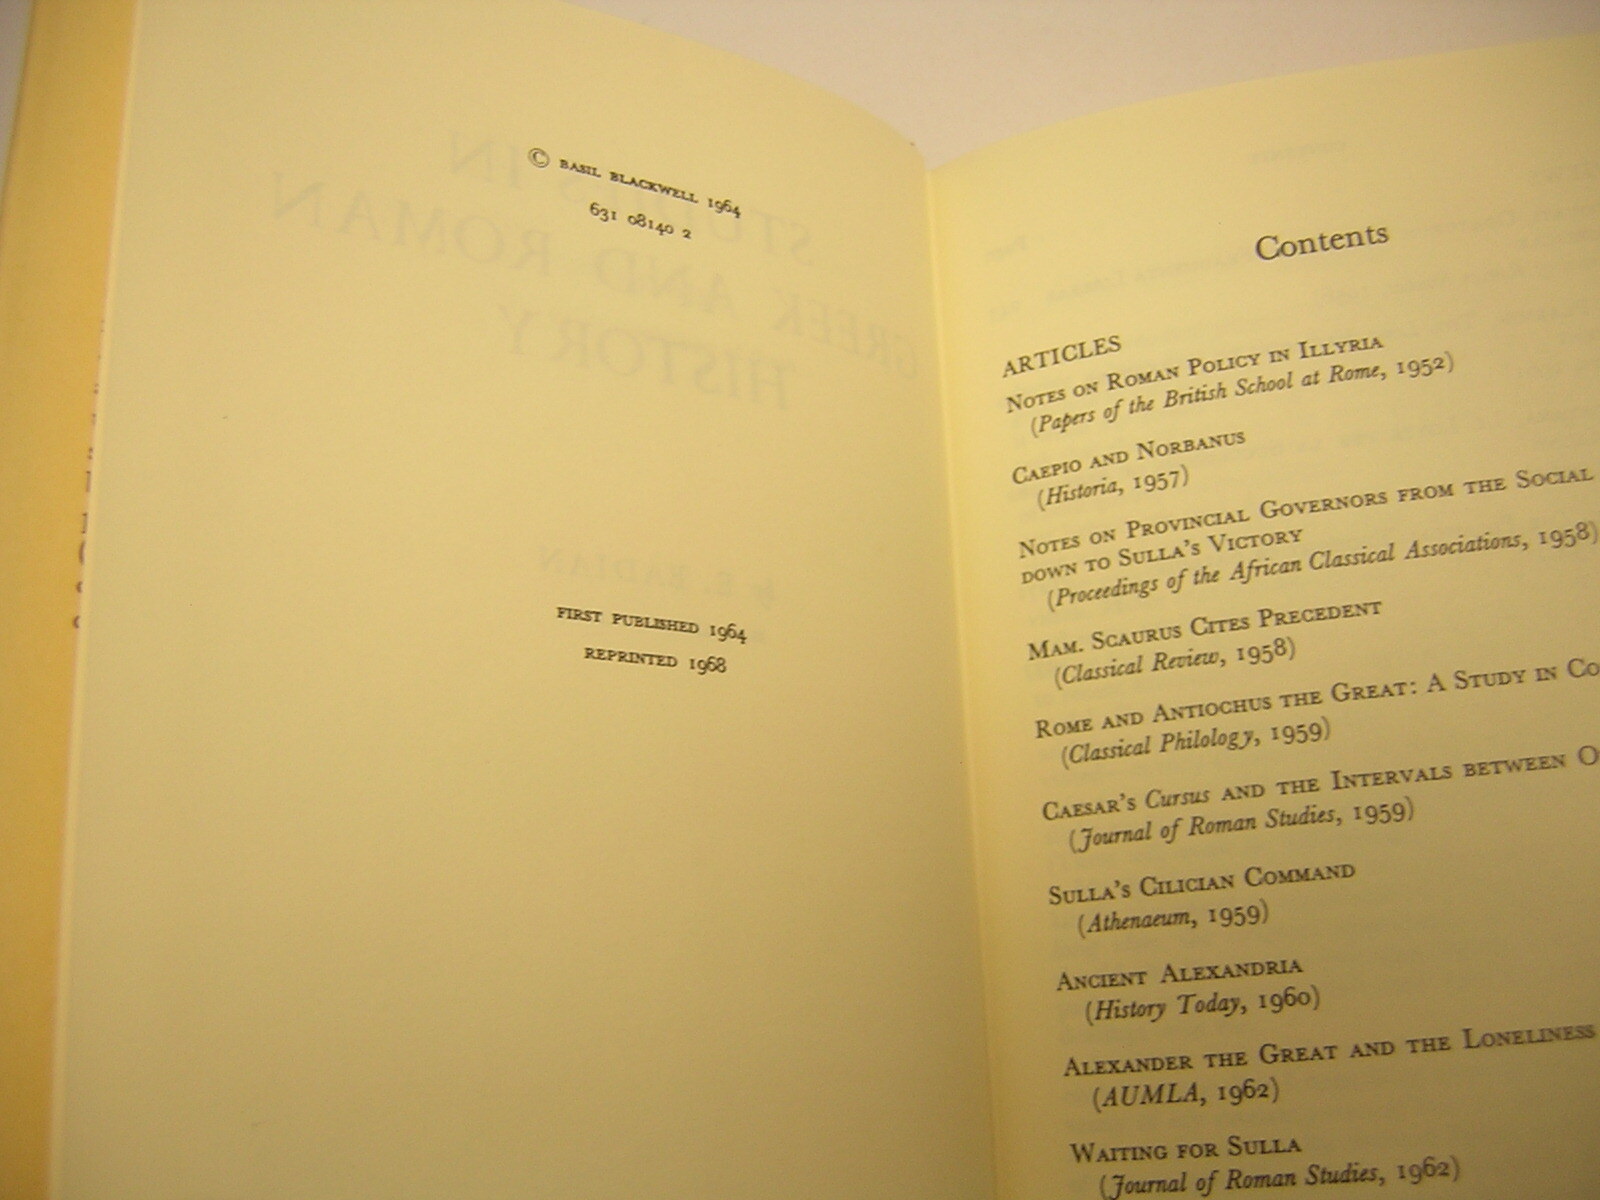 © BASIL BLACKWELL 1964
631 08140 2
FIRST PUBLISHED 1964
REPRINTED 1968
Contents
ARTICLES
NOTES ON ROMAN POLICY IN ILLYRIA
(Papers of the British School at Rome, 1952)
CAEPIO AND NORBANUS
(Historia, 1957)
NOTES ON PROVINCIAL GOVERNORS FROM THE SOCIAL
DOWN TO SULLA'S VICTORY
(Proceedings of the African Classical Associations, 1958)
MAM. SCAURUS CITES PRECEDENT
(Classical Review, 1958)
ROME AND ANTIOCHUS THE GREAT: A STUDY IN CO
(Classical Philology, 1959)
CAESAR'S Cursus AND THE INTERVALS BETWEEN O
(Journal of Roman Studies, 1959)
SULLA'S CILICIAN COMMAND
(Athenaeum, 1959)
ANCIENT ALEXANDRIA
(History Today, 1960)
ALEXANDER THE GREAT AND THE LONELINESS
(AUMLA, 1962)
WAITING FOR SULLA
(Journal of Roman Studies, 1962)